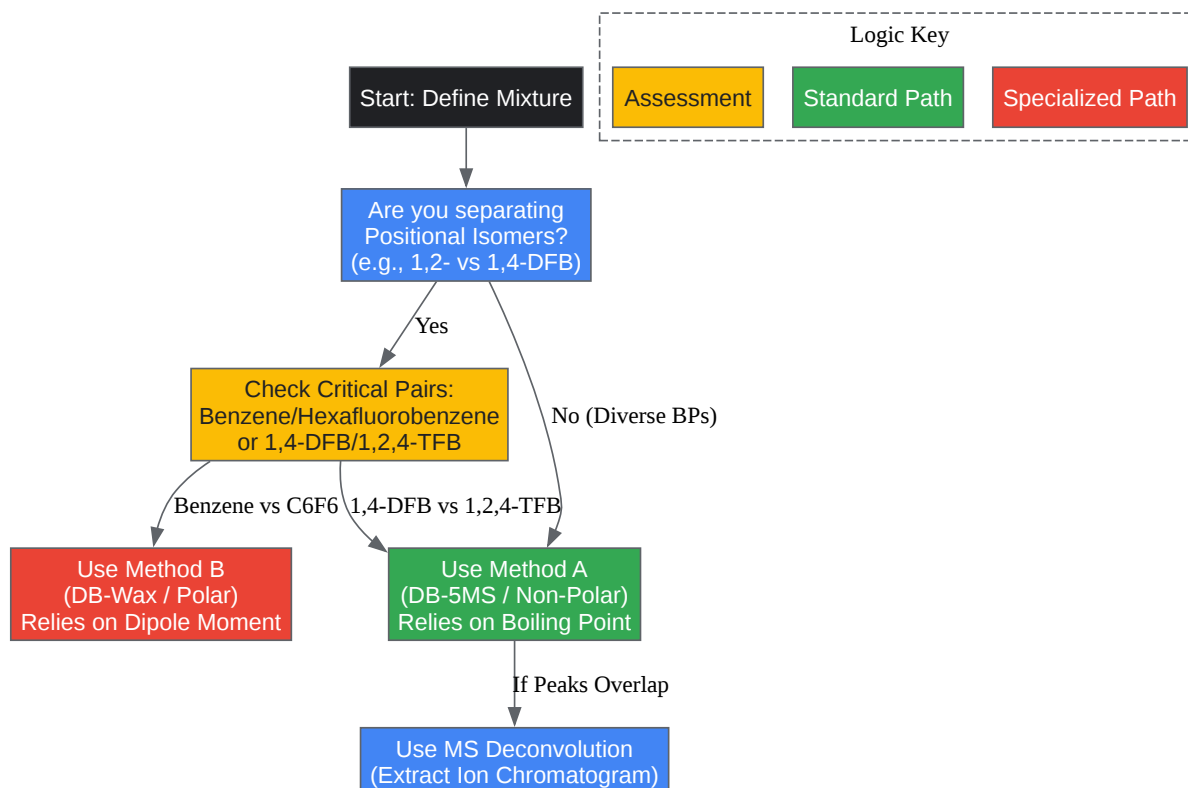 Logic Key
Assessment
Standard Path
Specialized Path
Start: Define Mixture
Are you separating
Positional Isomers?
(e.g., 1,2- vs 1,4-DFB)
Yes
No (Diverse BPs)
Check Critical Pairs:
Benzene/Hexafluorobenzene
or 1,4-DFB/1,2,4-TFB
Benzene vs C6F6
1,4-DFB vs 1,2,4-TFB
Use Method B
(DB-Wax / Polar)
Relies on Dipole Moment
Use Method A
(DB-5MS / Non-Polar)
Relies on Boiling Point
If Peaks Overlap
Use MS Deconvolution
(Extract Ion Chromatogram)